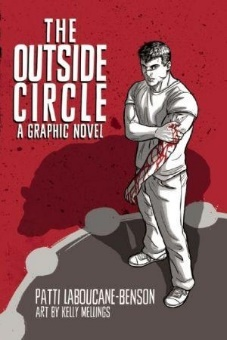 THE
OUTSIDE
CIRCLE
A GRAPHIC NOVEL
PATTI LABOUCANE-BENSON
ART BY KELLY MELLINGS